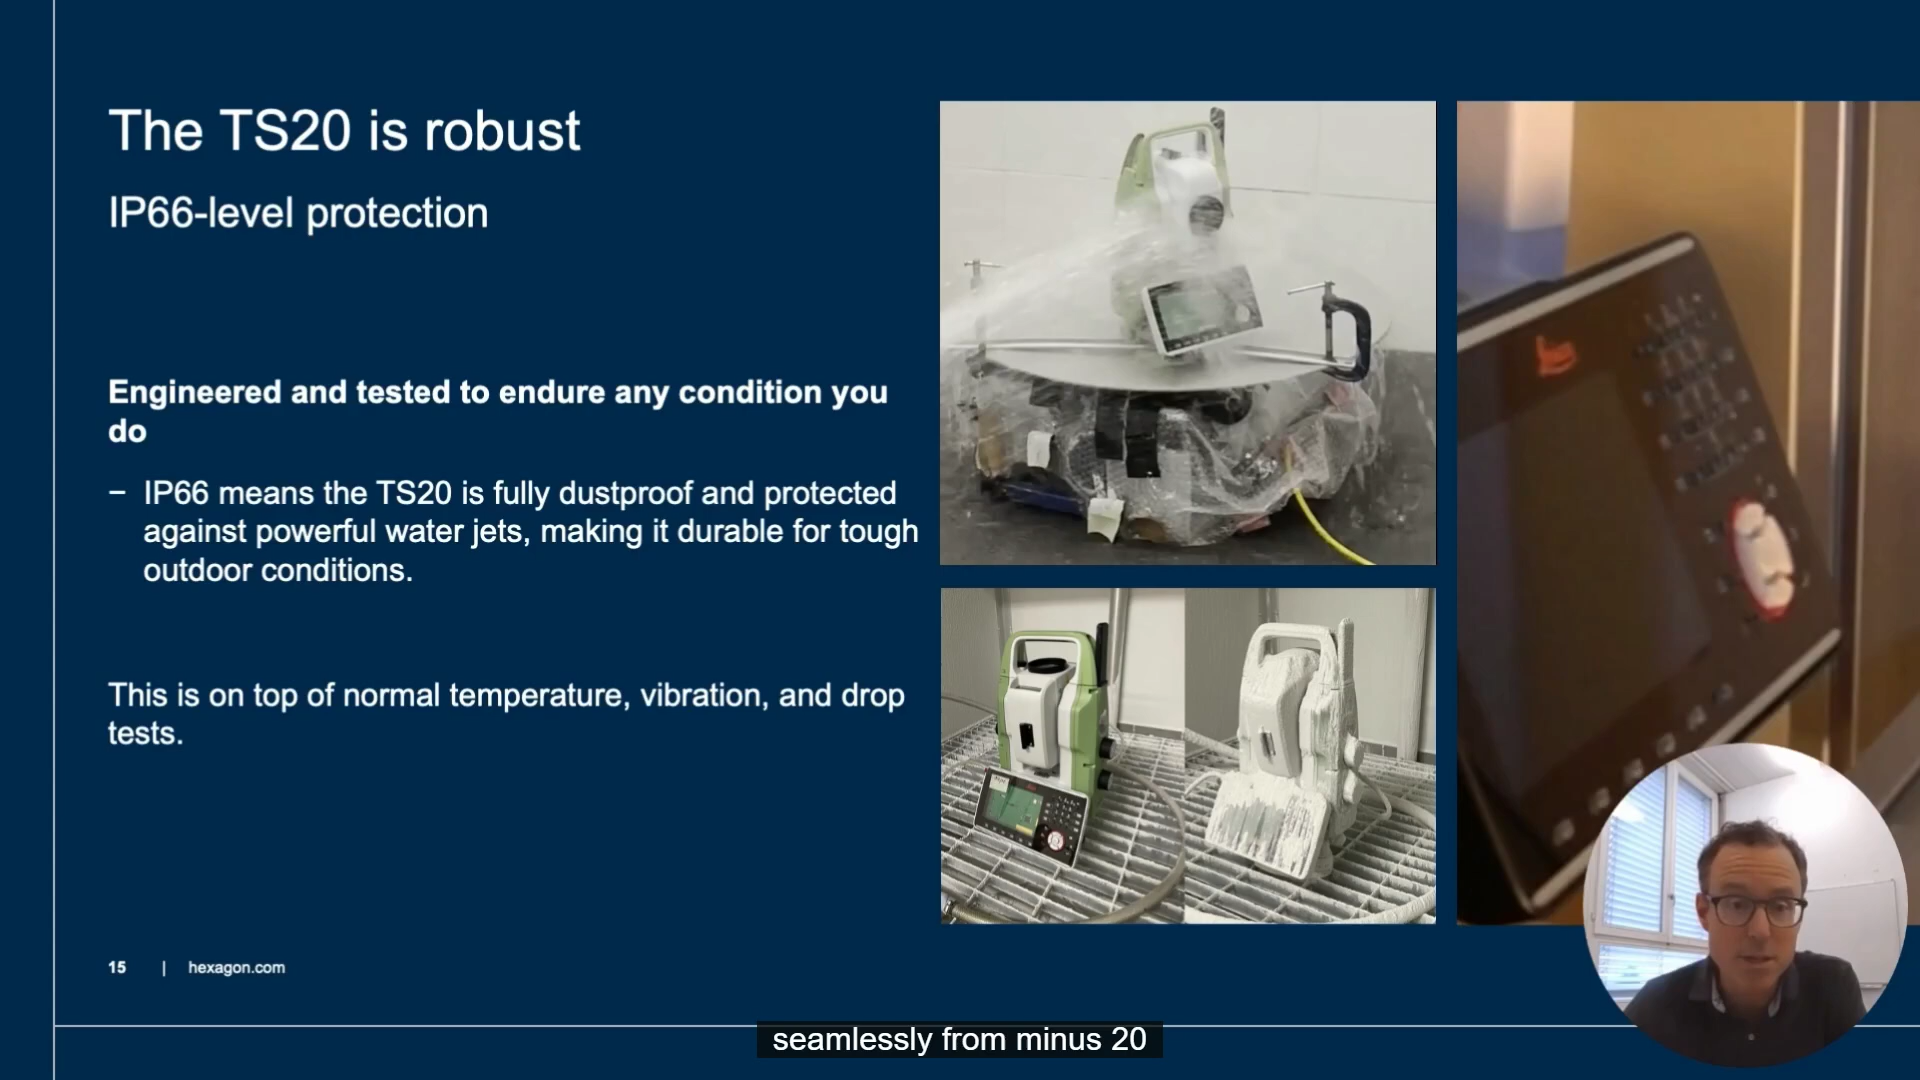 The TS20 is robust
IP66-level protection
Engineered and tested to endure any condition you
do
– IP66 means the TS20 is fully dustproof and protected
against powerful water jets, making it durable for tough
outdoor conditions.
This is on top of normal temperature, vibration, and drop
tests.
15 | hexagon.com
seamlessly from minus 20